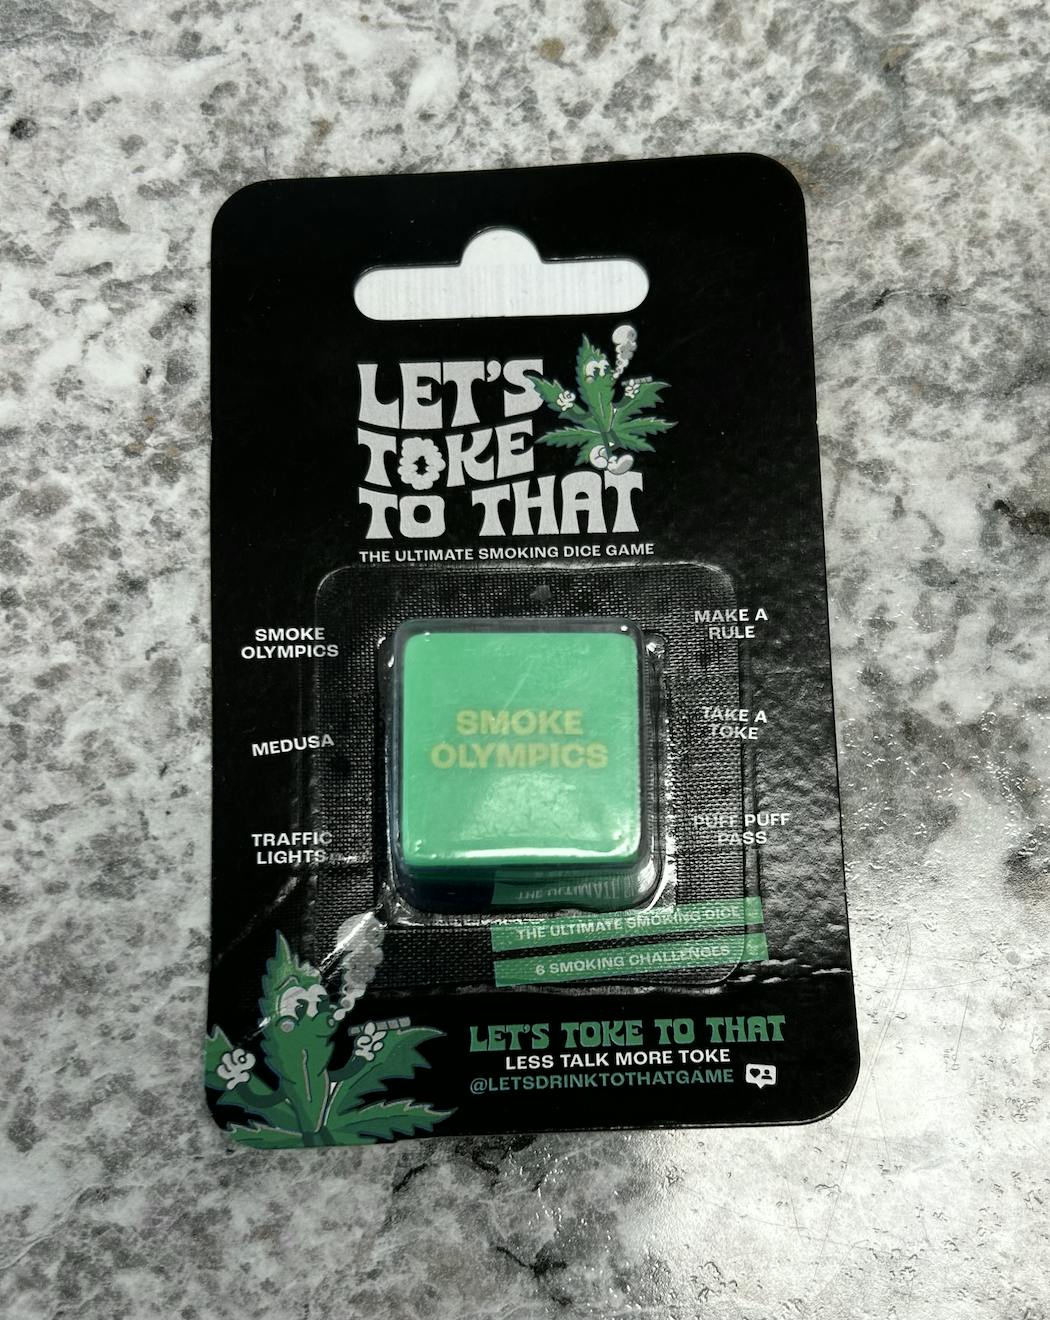 LET'S
TOKE
TO THAT
THE ULTIMATE SMOKING DICE GAME
SMOKE
OLYMPICS
MEDUSA
TRAFFIC
LIGHTS
SMOKE
OLYMPICS
MAKE A
RULE
TAKE A
TOKE
PUFF PUFF
PASS
THE ULTIMATE
THE ULTIMATE SMOKING DICE
6 SMOKING CHALLENGES
LET'S TOKE TO THAT
LESS TALK MORE TOKE
@LETSDRINKTOTHATGAME